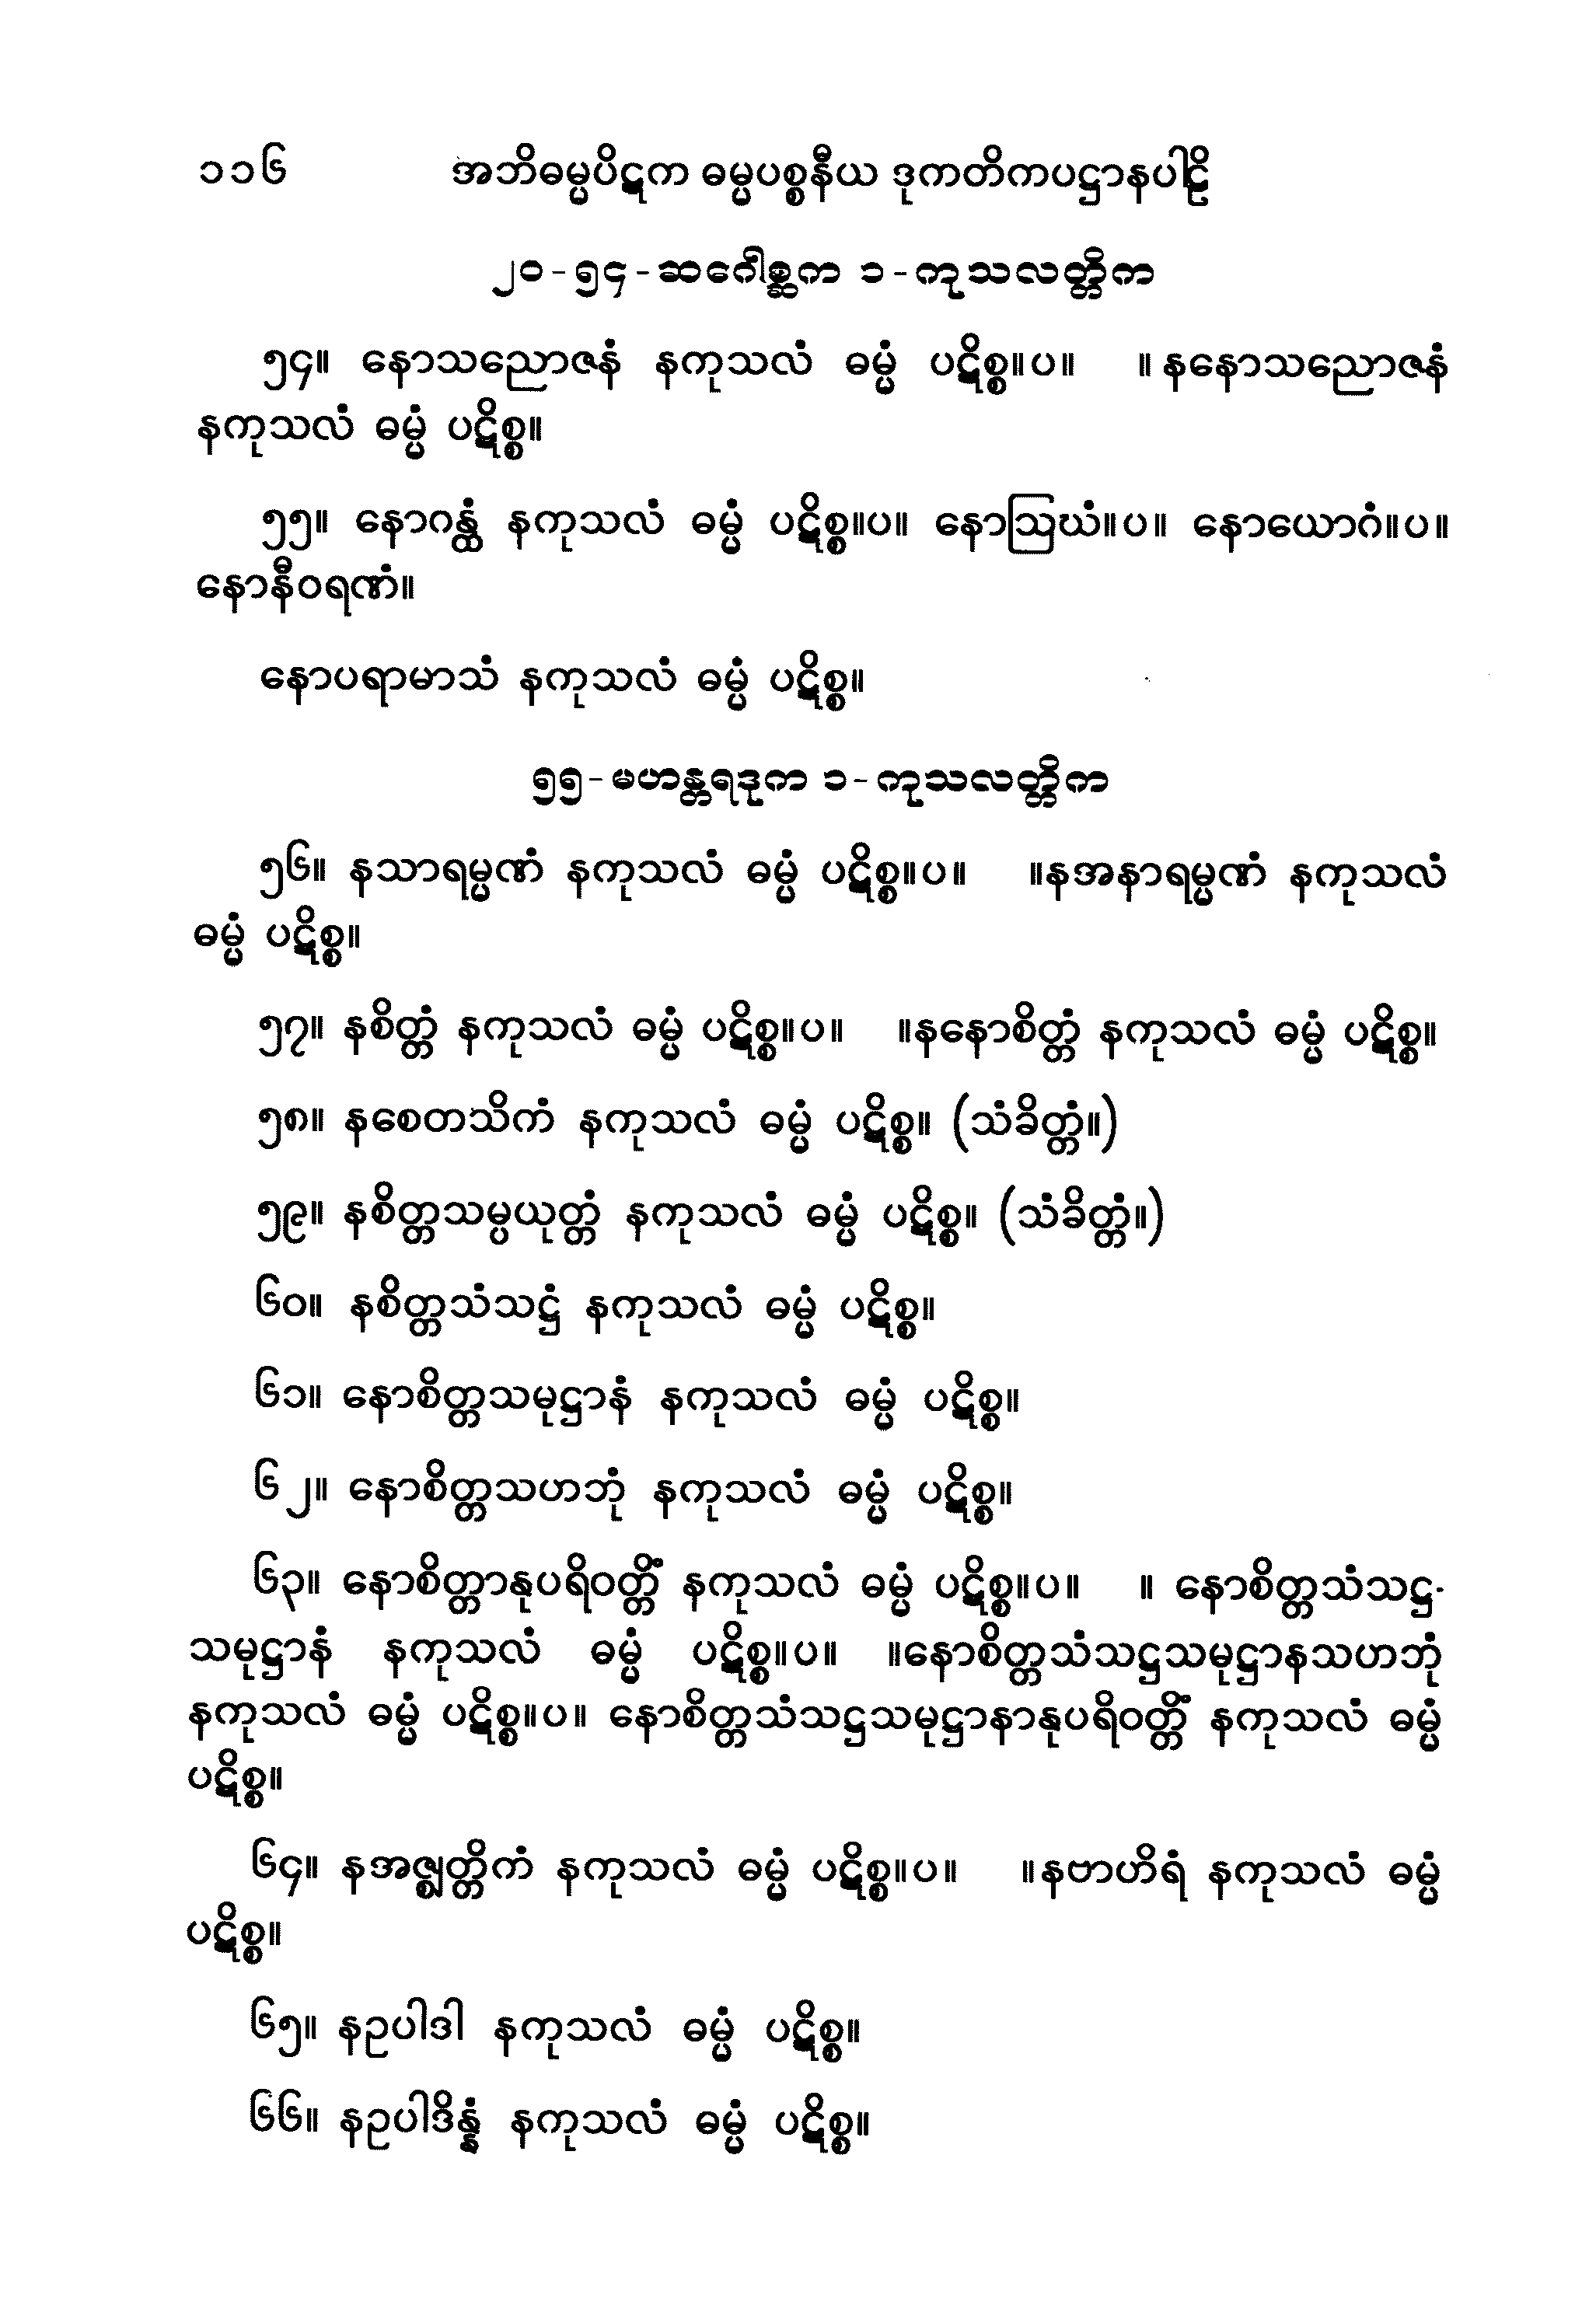 ၁၁၆ အဘိဓမ္မပိဋက ဓမ္မပစ္စနီယ ဒုကတိကပဋ္ဌာနပါဠိ
၂၀-၅၄-ဆဂေါစ္ဆက ၁-ကုသလတ္တိက
၅၄။ နောသညောဇနံ နကုသလံ ဓမ္မံ ပဋိစ္စ။ပ။ ။နနောသညောဇနံ
နကုသလံ ဓမ္မံ ပဋိစ္စ။
၅၅။ နောဂန္ထံ နကုသလံ ဓမ္မံ ပဋိစ္စ။ပ။ နောဩဃံ။ပ။ နောယောဂံ။ပ။
နောနီဝရဏံ။
နောပရာမာသံ နကုသလံ ဓမ္မံ ပဋိစ္စ။
၅၅-မဟန္တရဒုက ၁-ကုသလတ္တိက
၅၆။ နသာရမ္မဏံ နကုသလံ ဓမ္မံ ပဋိစ္စ။ပ။ ။နအနာရမ္မဏံ နကုသလံ
ဓမ္မံ ပဋိစ္စ။
၅၇။ နစိတ္တံ နကုသလံ ဓမ္မံ ပဋိစ္စ။ပ။ ။နနောစိတ္တံ နကုသလံ ဓမ္မံ ပဋိစ္စ။
၅၈။ နစေတသိကံ နကုသလံ ဓမ္မံ ပဋိစ္စ။ (သံခိတ္တံ။)
၅၉။ နစိတ္တသမ္ပယုတ္တံ နကုသလံ ဓမ္မံ ပဋိစ္စ။ (သံခိတ္တံ။)
၆၀။ နစိတ္တသံသဋ္ဌံ နကုသလံ ဓမ္မံ ပဋိစ္စ။
၆၁။ နောစိတ္တသမုဋ္ဌာနံ နကုသလံ ဓမ္မံ ပဋိစ္စ။
၆၂။ နောစိတ္တသဟဘုံ နကုသလံ ဓမ္မံ ပဋိစ္စ။
၆၃။ နောစိတ္တာနုပရိဝတ္တိံ နကုသလံ ဓမ္မံ ပဋိစ္စ။ပ။ ။ နောစိတ္တသံသဋ္ဌ-
သမုဋ္ဌာနံ နကုသလံ ဓမ္မံ ပဋိစ္စ။ပ။ ။နောစိတ္တသံသဋ္ဌသမုဋ္ဌာနသဟဘုံ
နကုသလံ ဓမ္မံ ပဋိစ္စ။ပ။ နောစိတ္တသံသဋ္ဌသမုဋ္ဌာနာနုပရိဝတ္တိံ နကုသလံ ဓမ္မံ
ပဋိစ္စ။
၆၄။ နအဇ္ဈတ္တိကံ နကုသလံ ဓမ္မံ ပဋိစ္စ။ပ။ ။နဗာဟိရံ နကုသလံ ဓမ္မံ
ပဋိစ္စ။
၆၅။ နဥပါဒါ နကုသလံ ဓမ္မံ ပဋိစ္စ။
၆၆။ နဥပါဒိန္နံ နကုသလံ ဓမ္မံ ပဋိစ္စ။